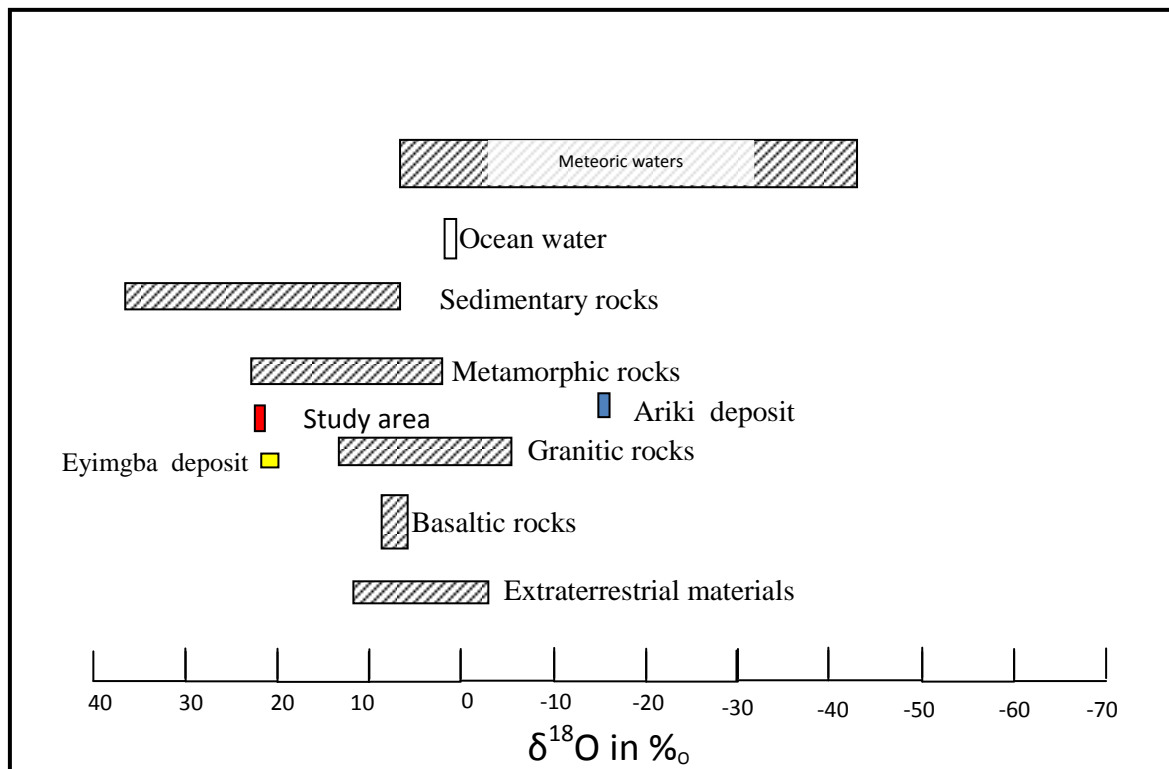 Meteoric waters
Ocean water
Sedimentary rocks
Metamorphic rocks
Ariki deposit
Study area
Granitic rocks
Eyimgba deposit
Basaltic rocks
Extraterrestrial materials
40 30 20 10 0 -10 -20 -30 -40 -50 -60 -70
δ¹⁸O in %₀